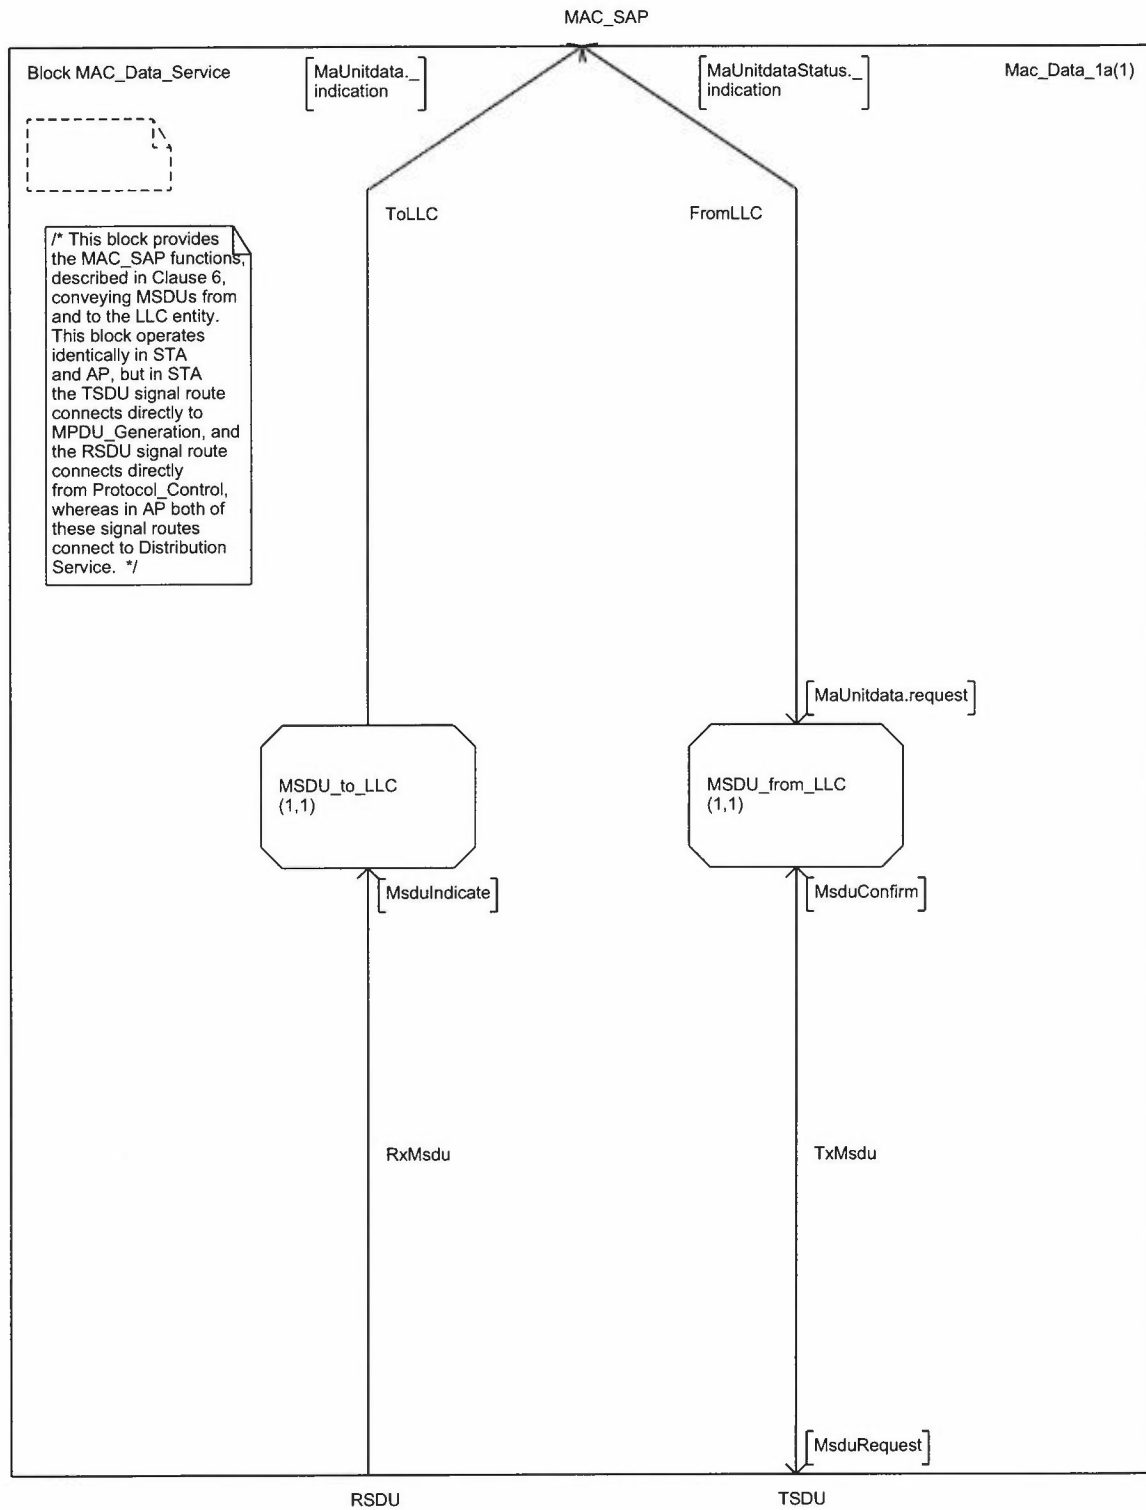 MAC_SAP
Block MAC_Data_Service
MaUnitdata._
indication
MaUnitdataStatus._
indication
Mac_Data_1a(1)
ToLLC
FromLLC
/* This block provides
the MAC_SAP functions,
described in Clause 6,
conveying MSDUs from
and to the LLC entity.
This block operates
identically in STA
and AP, but in STA
the TSDU signal route
connects directly to
MPDU_Generation, and
the RSDU signal route
connects directly
from Protocol_Control,
whereas in AP both of
these signal routes
connect to Distribution
Service. */
MaUnitdata.request
MSDU_to_LLC
(1,1)
MSDU_from_LLC
(1,1)
MsduIndicate
MsduConfirm
RxMsdu
TxMsdu
MsduRequest
RSDU
TSDU